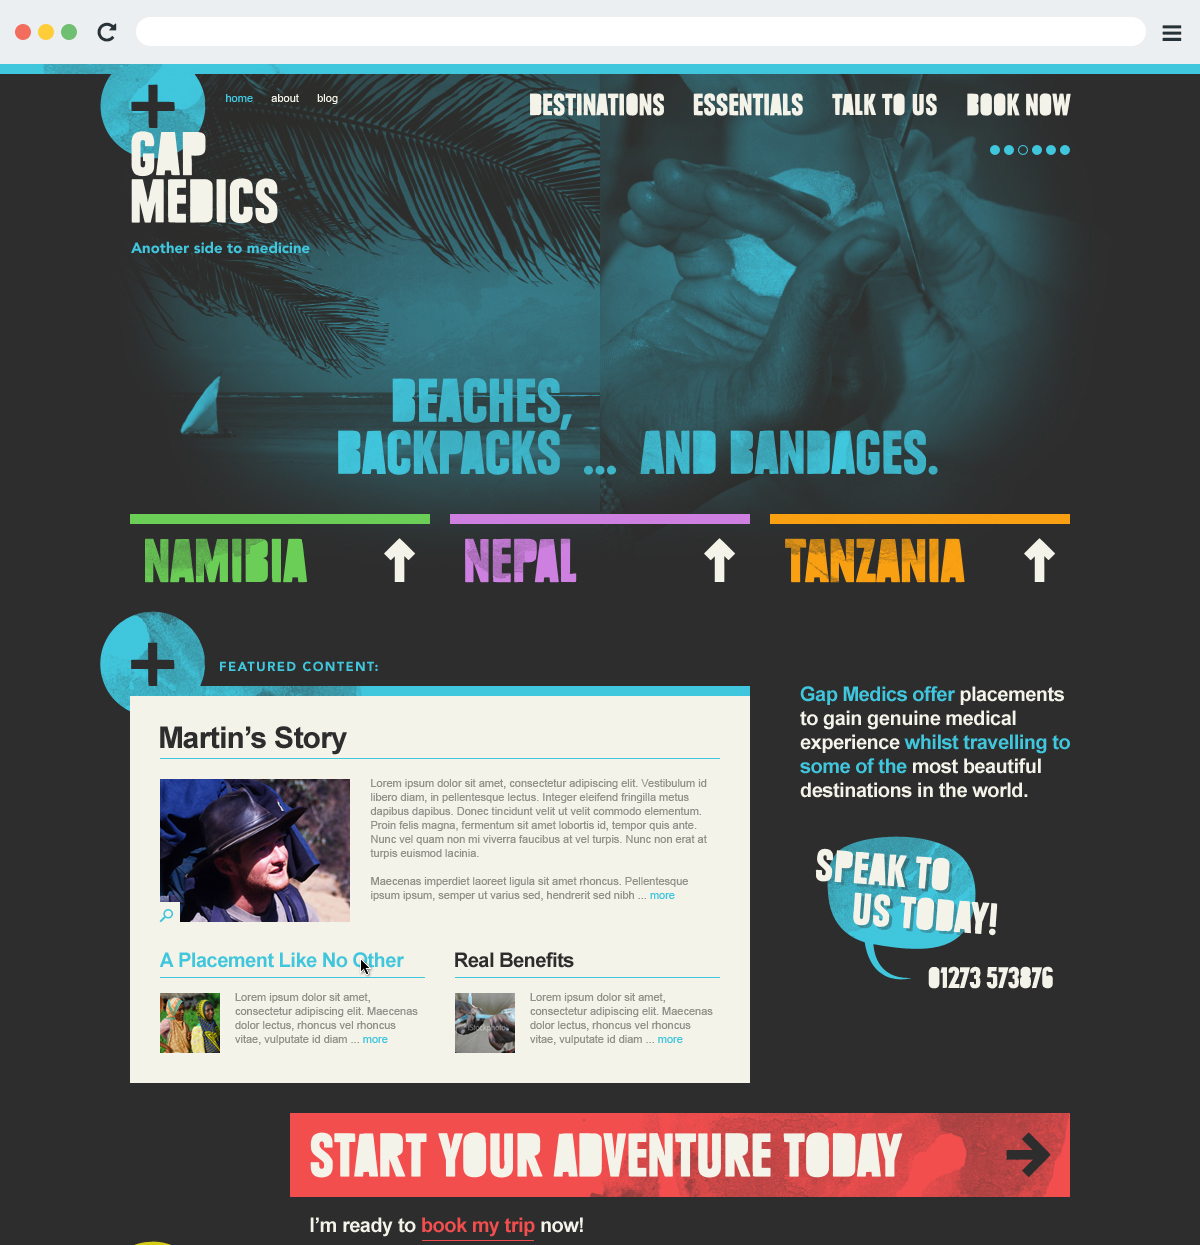 home about blog
DESTINATIONS ESSENTIALS TALK TO US BOOK NOW
GAP
MEDICS
Another side to medicine
BEACHES,
BACKPACKS ... AND BANDAGES.
NAMIBIA
NEPAL
TANZANIA
FEATURED CONTENT:
Martin's Story
Lorem ipsum dolor sit amet, consectetur adipiscing elit. Vestibulum id
libero diam, in pellentesque lectus. Integer eleifend fringilla metus
dapibus dapibus. Donec tincidunt velit ut velit commodo elementum.
Proin felis magna, fermentum sit amet lobortis id, tempor quis ante.
Nunc vel quam non mi viverra faucibus at vel turpis. Nunc non erat at
turpis euismod lacinia.
Maecenas imperdiet laoreet ligula sit amet rhoncus. Pellentesque
ipsum ipsum, semper ut varius sed, hendrerit sed nibh ... more
A Placement Like No Other
Lorem ipsum dolor sit amet,
consectetur adipiscing elit. Maecenas
dolor lectus, rhoncus vel rhoncus
vitae, vulputate id diam ... more
Real Benefits
iStockphoto
Lorem ipsum dolor sit amet,
consectetur adipiscing elit. Maecenas
dolor lectus, rhoncus vel rhoncus
vitae, vulputate id diam ... more
Gap Medics offer placements
to gain genuine medical
experience whilst travelling to
some of the most beautiful
destinations in the world.
SPEAK TO
US TODAY!
01273 573876
START YOUR ADVENTURE TODAY
I'm ready to book my trip now!